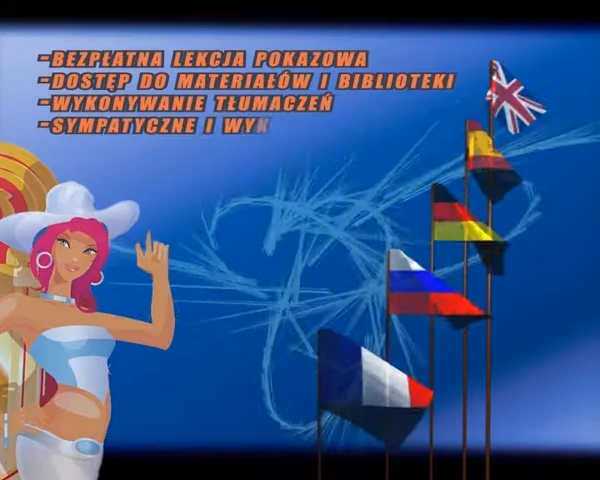 -BEZPŁATNA LEKCJA POKAZOWA
-DOSTĘP DO MATERIAŁÓW I BIBLIOTEKI
-WYKONYWANIE TŁUMACZEŃ
-SYMPATYCZNE I WYK